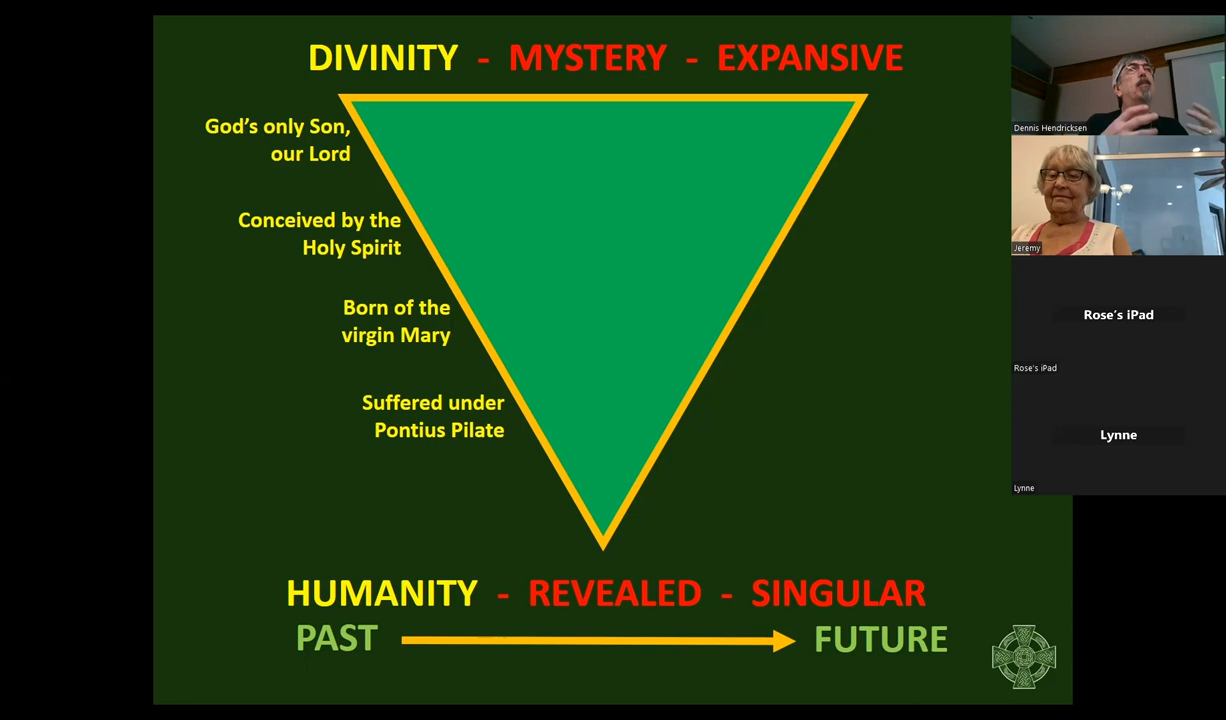 DIVINITY - MYSTERY - EXPANSIVE
God's only Son,
our Lord
Conceived by the
Holy Spirit
Born of the
virgin Mary
Suffered under
Pontius Pilate
HUMANITY - REVEALED - SINGULAR
PAST
FUTURE
Dennis Hendricksen
Jeremy
Rose's iPad
Rose's iPad
Lynne
Lynne